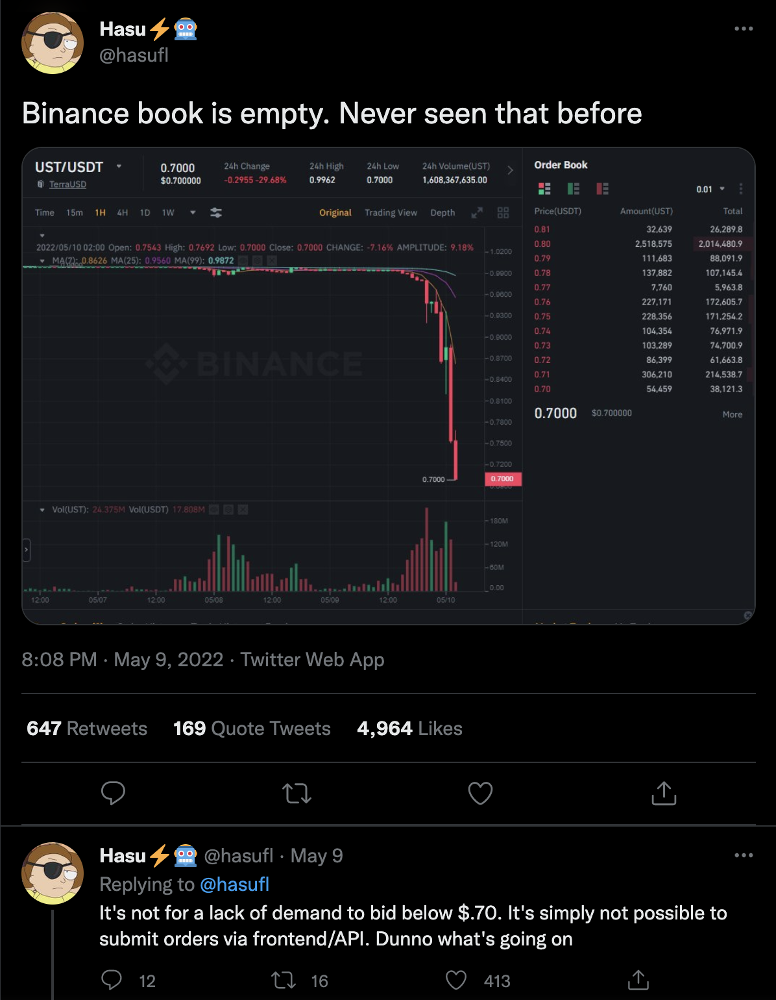 Hasu⚡🤖
@hasufl
Binance book is empty. Never seen that before
UST/USDT
TerraUSD
0.7000
$0.700000
24h Change
-0.2955 -29.68%
24h High
0.9962
24h Low
0.7000
24h Volume(UST)
1,608,367,635.00
Time 15m 1H 4H 1D 1W
Original Trading View Depth
2022/05/10 02:00 Open: 0.7543 High: 0.7692 Low: 0.7000 Close: 0.7000 CHANGE: -7.16% AMPLITUDE: 9.18%
MA(7): 0.8626 MA(25): 0.9560 MA(99): 0.9872
1.0200
0.9900
0.9600
0.9300
0.9000
0.8700
0.8400
0.8100
0.7800
0.7500
0.7200
0.7000
0.7000
BINANCE
Vol(UST): 24.375M Vol(USDT) 17.808M
180M
120M
60M
0.00
12:00 05/07 12:00 05/08 12:00 05/09 12:00 05/10
Order Book
0.01
Price(USDT) Amount(UST) Total
0.81 32,639 26,289.8
0.80 2,518,575 2,014,480.9
0.79 111,683 88,091.9
0.78 137,882 107,145.4
0.77 7,760 5,963.8
0.76 227,171 172,605.7
0.75 228,356 171,254.2
0.74 104,354 76,971.9
0.73 103,289 74,700.9
0.72 86,399 61,663.8
0.71 306,210 214,538.7
0.70 54,459 38,121.3
0.7000 $0.700000 More
8:08 PM · May 9, 2022 · Twitter Web App
647 Retweets 169 Quote Tweets 4,964 Likes
Hasu⚡🤖 @hasufl · May 9
Replying to @hasufl
It's not for a lack of demand to bid below $.70. It's simply not possible to
submit orders via frontend/API. Dunno what's going on
12 16 413